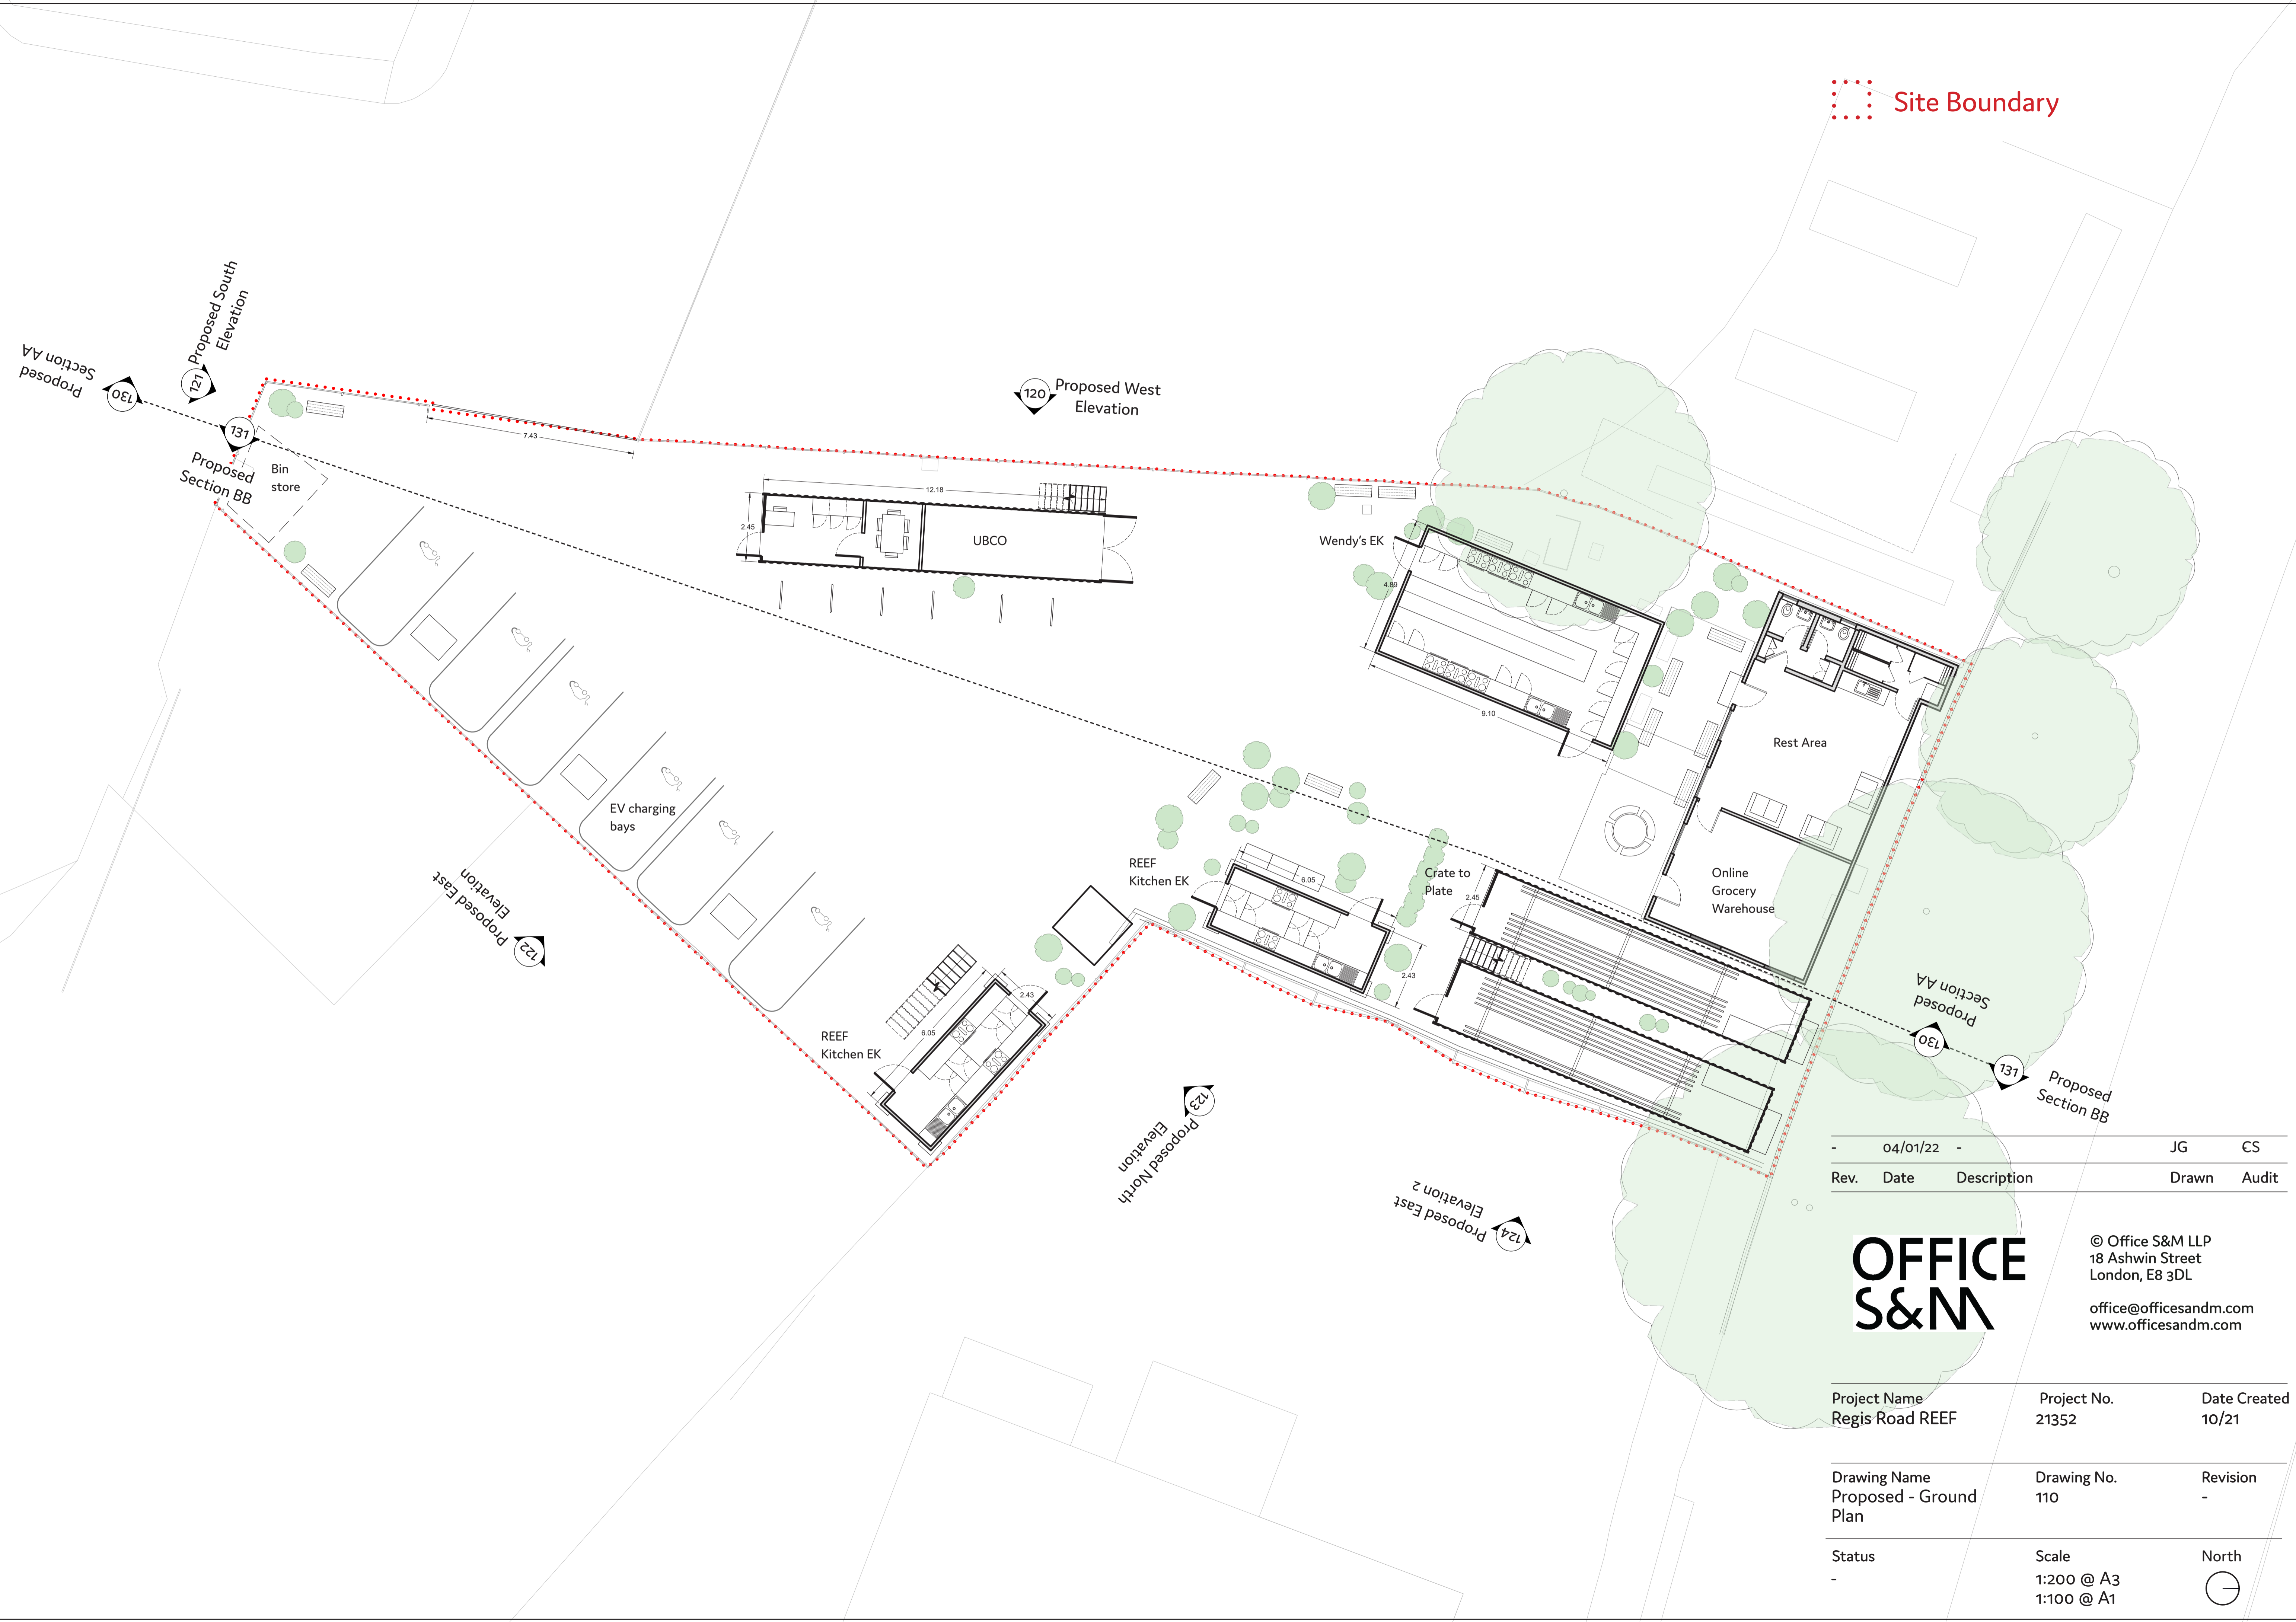 Site Boundary
Proposed South
Elevation
121
Proposed
Section AA
130
131
Proposed
Section BB
Bin
store
7.43
120
Proposed West
Elevation
12.18
2.45
UBCO
Wendy's EK
4.89
9.10
Rest Area
EV charging
bays
REEF
Kitchen EK
6.05
2.43
Crate to
Plate
2.45
Online
Grocery
Warehouse
Proposed East
Elevation
122
REEF
Kitchen EK
6.05
2.43
123
Proposed North
Elevation
Proposed East
Elevation 2
124
Proposed
Section AA
130
131
Proposed
Section BB
- 04/01/22 - JG CS
Rev. Date Description Drawn Audit
OFFICE
S&M
© Office S&M LLP
18 Ashwin Street
London, E8 3DL
office@officesandm.com
www.officesandm.com
Project Name Project No. Date Created
Regis Road REEF 21352 10/21
Drawing Name Drawing No. Revision
Proposed - Ground 110 -
Plan
Status Scale North
- 1:200 @ A3
1:100 @ A1